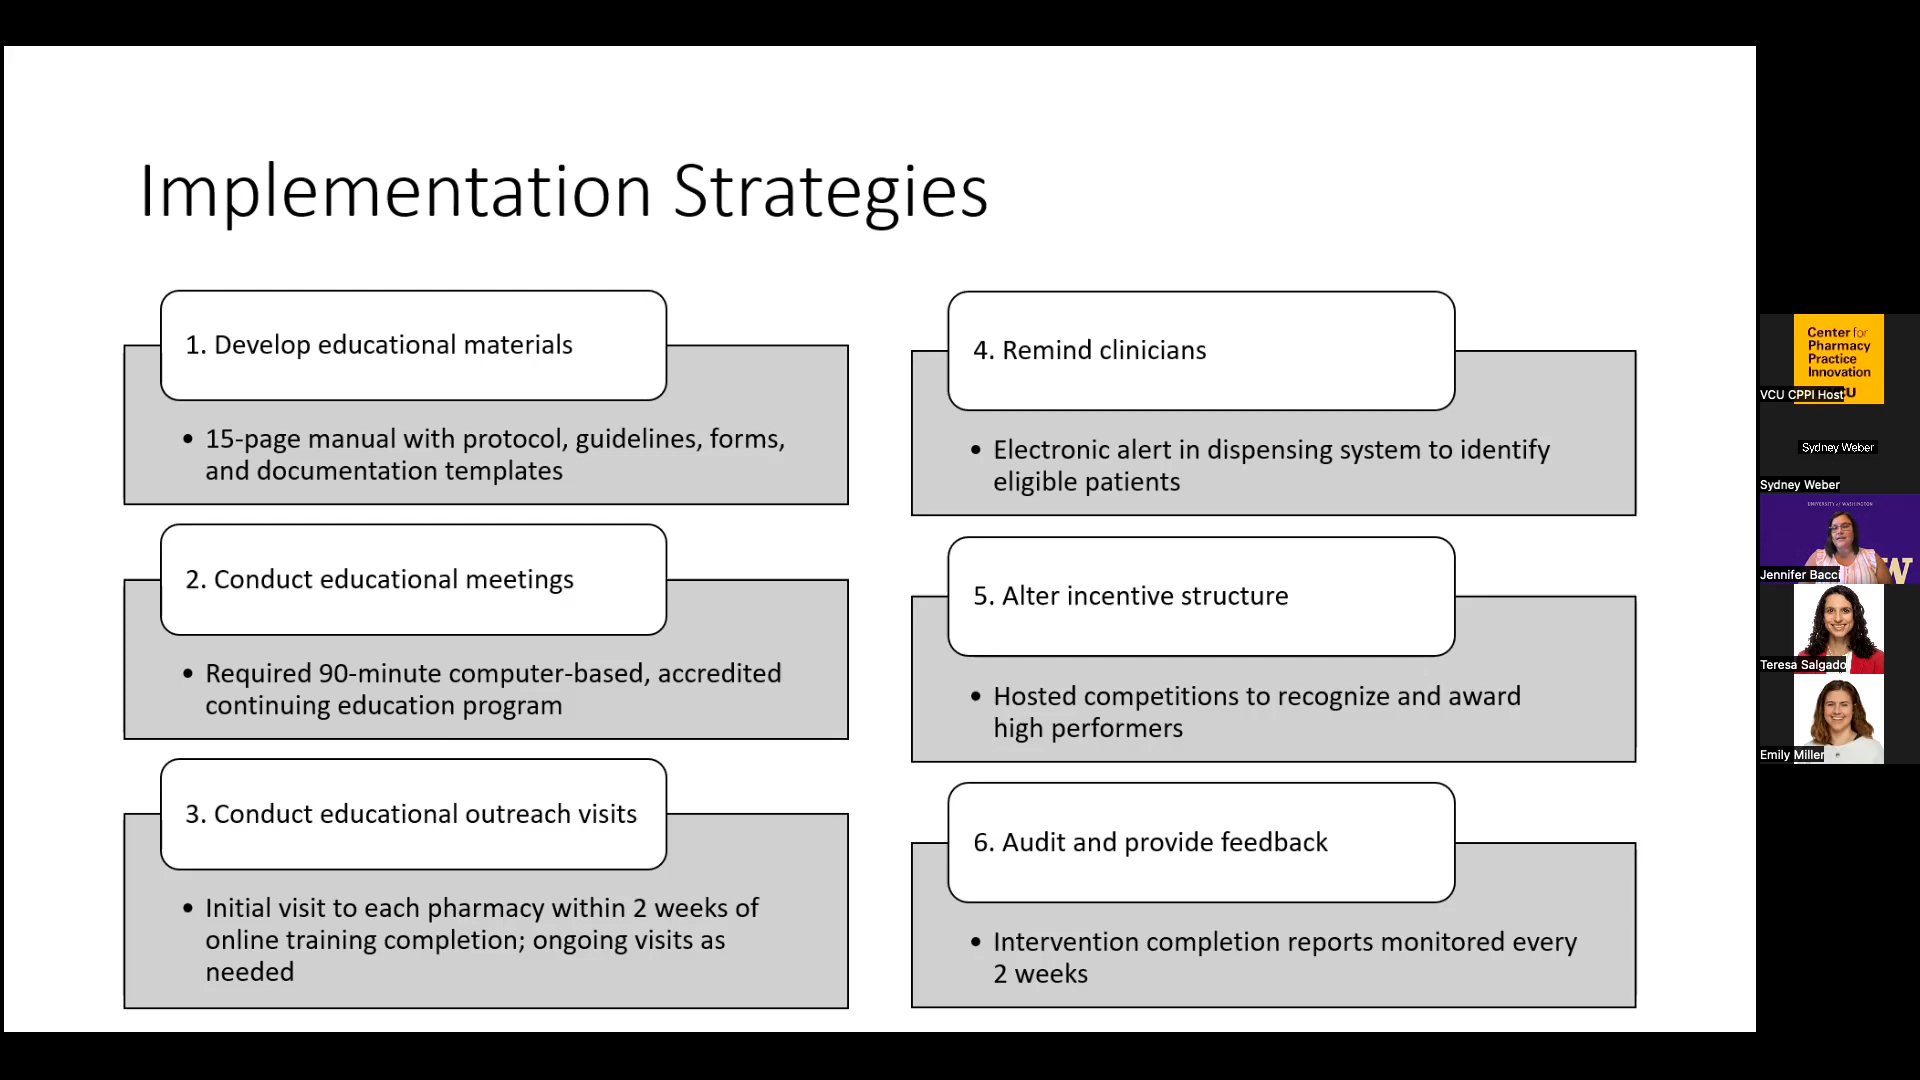 Implementation Strategies
1. Develop educational materials
• 15-page manual with protocol, guidelines, forms,
and documentation templates
2. Conduct educational meetings
• Required 90-minute computer-based, accredited
continuing education program
3. Conduct educational outreach visits
• Initial visit to each pharmacy within 2 weeks of
online training completion; ongoing visits as
needed
4. Remind clinicians
• Electronic alert in dispensing system to identify
eligible patients
5. Alter incentive structure
• Hosted competitions to recognize and award
high performers
6. Audit and provide feedback
• Intervention completion reports monitored every
2 weeks
Center for
Pharmacy
Practice
Innovation
VCU CPPI Host
Sydney Weber
Sydney Weber
UNIVERSITY of WASHINGTON
W
Jennifer Bacci
Teresa Salgado
Emily Miller